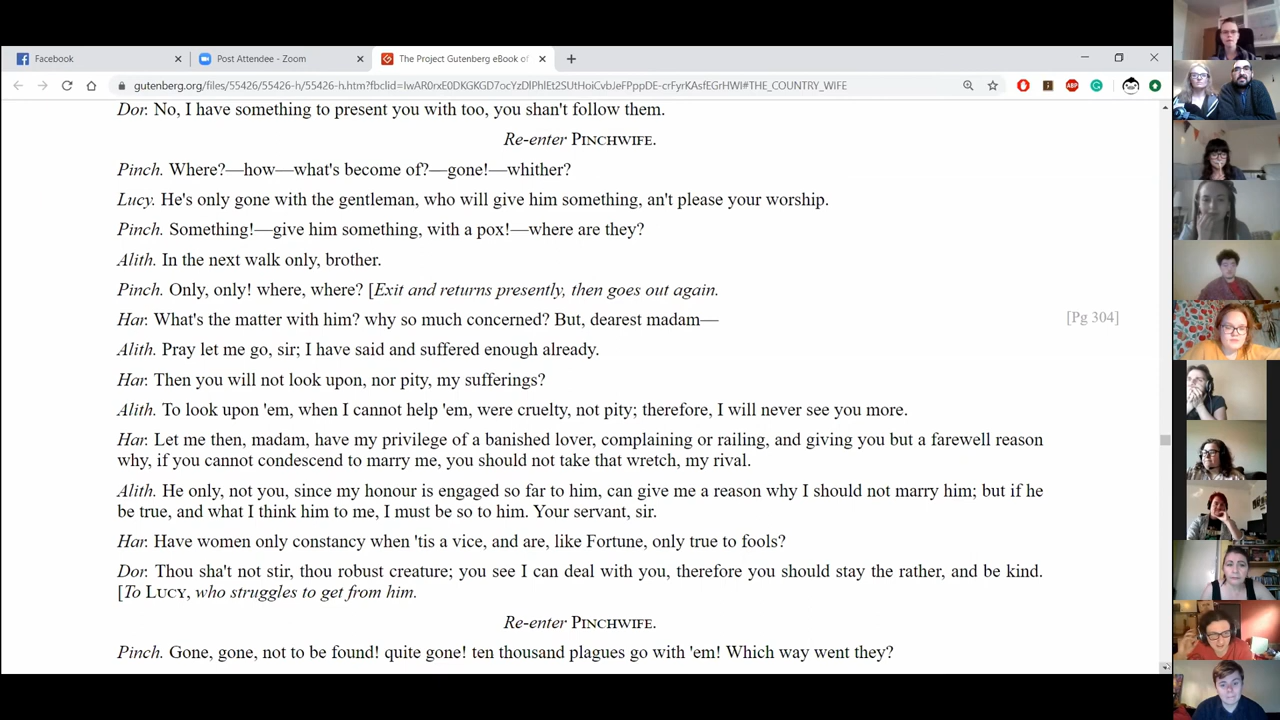 Facebook
Post Attendee - Zoom
The Project Gutenberg eBook of
gutenberg.org/files/55426/55426-h/55426-h.htm?fbclid=IwAR0rxE0DKGKGD7ocYzDlPhlEt2SUtHoiCvbJeFPppDE-crFyrKAsfEGrHWI#THE_COUNTRY_WIFE
ABP
Dor. No, I have something to present you with too, you shan't follow them.
Re-enter PINCHWIFE.
Pinch. Where?—how—what's become of?—gone!—whither?
Lucy. He's only gone with the gentleman, who will give him something, an't please your worship.
Pinch. Something!—give him something, with a pox!—where are they?
Alith. In the next walk only, brother.
Pinch. Only, only! where, where? [Exit and returns presently, then goes out again.
Har. What's the matter with him? why so much concerned? But, dearest madam—
[Pg 304]
Alith. Pray let me go, sir; I have said and suffered enough already.
Har. Then you will not look upon, nor pity, my sufferings?
Alith. To look upon 'em, when I cannot help 'em, were cruelty, not pity; therefore, I will never see you more.
Har. Let me then, madam, have my privilege of a banished lover, complaining or railing, and giving you but a farewell reason
why, if you cannot condescend to marry me, you should not take that wretch, my rival.
Alith. He only, not you, since my honour is engaged so far to him, can give me a reason why I should not marry him; but if he
be true, and what I think him to me, I must be so to him. Your servant, sir.
Har. Have women only constancy when 'tis a vice, and are, like Fortune, only true to fools?
Dor. Thou sha't not stir, thou robust creature; you see I can deal with you, therefore you should stay the rather, and be kind.
[To LUCY, who struggles to get from him.
Re-enter PINCHWIFE.
Pinch. Gone, gone, not to be found! quite gone! ten thousand plagues go with 'em! Which way went they?